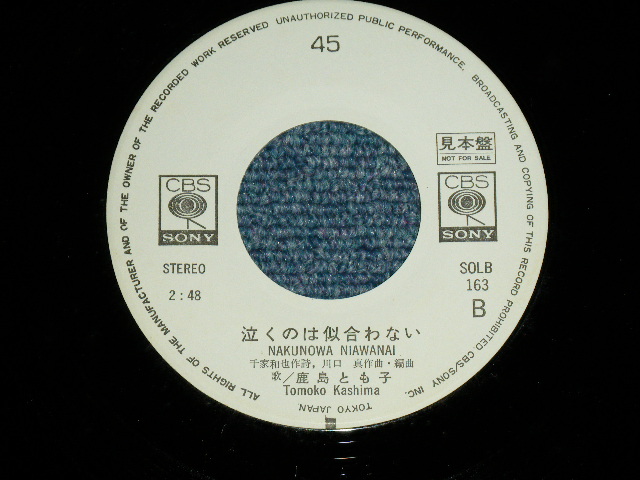 ALL RIGHTS OF THE MANUFACTURER AND OF THE OWNER OF THE RECORDED WORK RESERVED UNAUTHORIZED PUBLIC PERFORMANCE, BROADCASTING AND COPYING OF THIS RECORD PROHIBITED CBS/SONY INC. TOKYO JAPAN
45
見本盤
NOT FOR SALE
CBS
SONY
CBS
SONY
STEREO
2:48
SOLB
163
B
泣くのは似合わない
NAKUNOWA NIAWANAI
千家和也作詩，川口 真作曲・編曲
歌／鹿島とも子
Tomoko Kashima